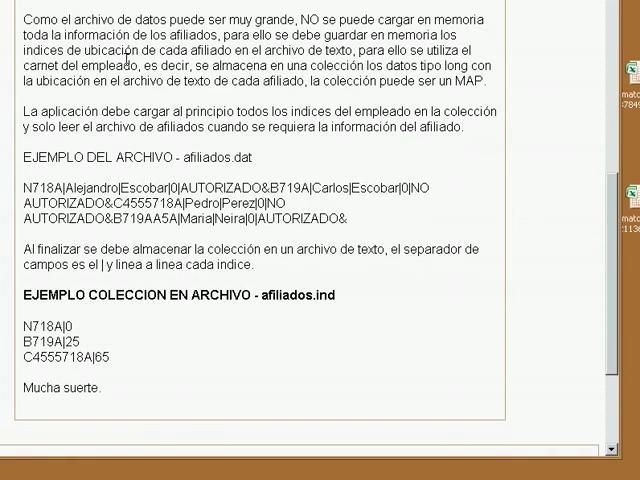 Como el archivo de datos puede ser muy grande, NO se puede cargar en memoria
toda la información de los afiliados, para ello se debe guardar en memoria los
indices de ubicación de cada afiliado en el archivo de texto, para ello se utiliza el
carnet del empleado, es decir, se almacena en una colección los datos tipo long con
la ubicación en el archivo de texto de cada afiliado, la colección puede ser un MAP.
La aplicación debe cargar al principio todos los indices del empleado en la colección
y solo leer el archivo de afiliados cuando se requiera la información del afiliado.
EJEMPLO DEL ARCHIVO - afiliados.dat
N718A|Alejandro|Escobar|0|AUTORIZADO&B719A|Carlos|Escobar|0|NO
AUTORIZADO&C4555718A|Pedro|Perez|0|NO
AUTORIZADO&B719AA5A|Maria|Neira|0|AUTORIZADO&
Al finalizar se debe almacenar la colección en un archivo de texto, el separador de
campos es el | y linea a linea cada indice.
EJEMPLO COLECCION EN ARCHIVO - afiliados.ind
N718A|0
B719A|25
C4555718A|65
Mucha suerte.